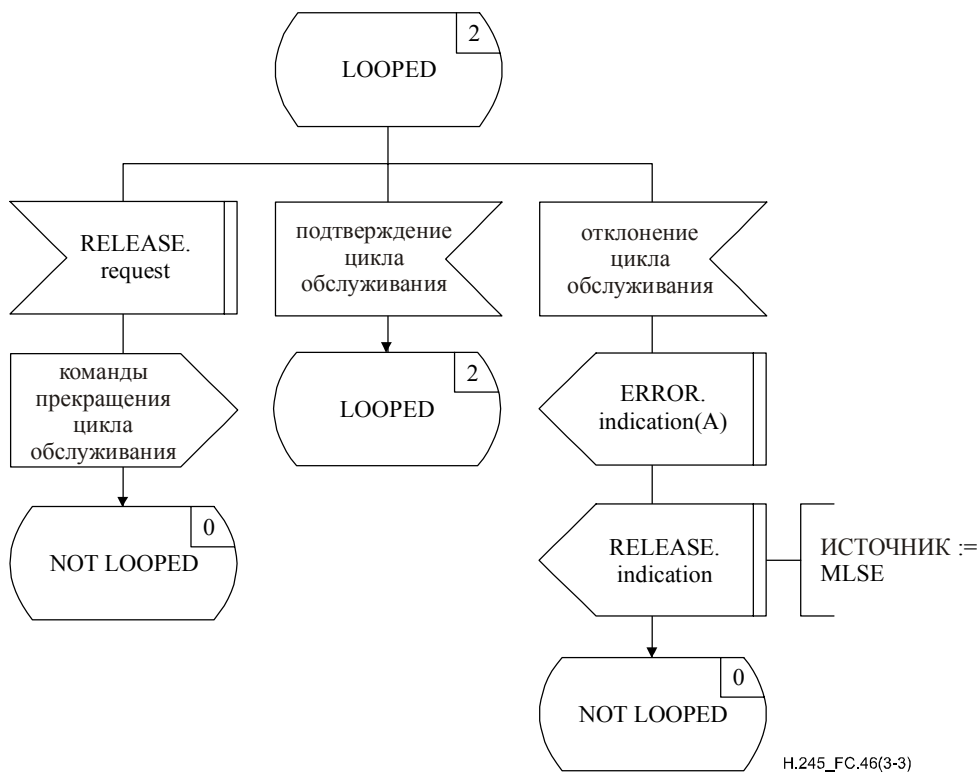 2
LOOPED
RELEASE.
request
подтверждение
цикла
обслуживания
отклонение
цикла
обслуживания
команды
прекращения
цикла
обслуживания
2
LOOPED
ERROR.
indication(A)
0
NOT LOOPED
RELEASE.
indication
ИСТОЧНИК :=
MLSE
0
NOT LOOPED
H.245_FC.46(3-3)